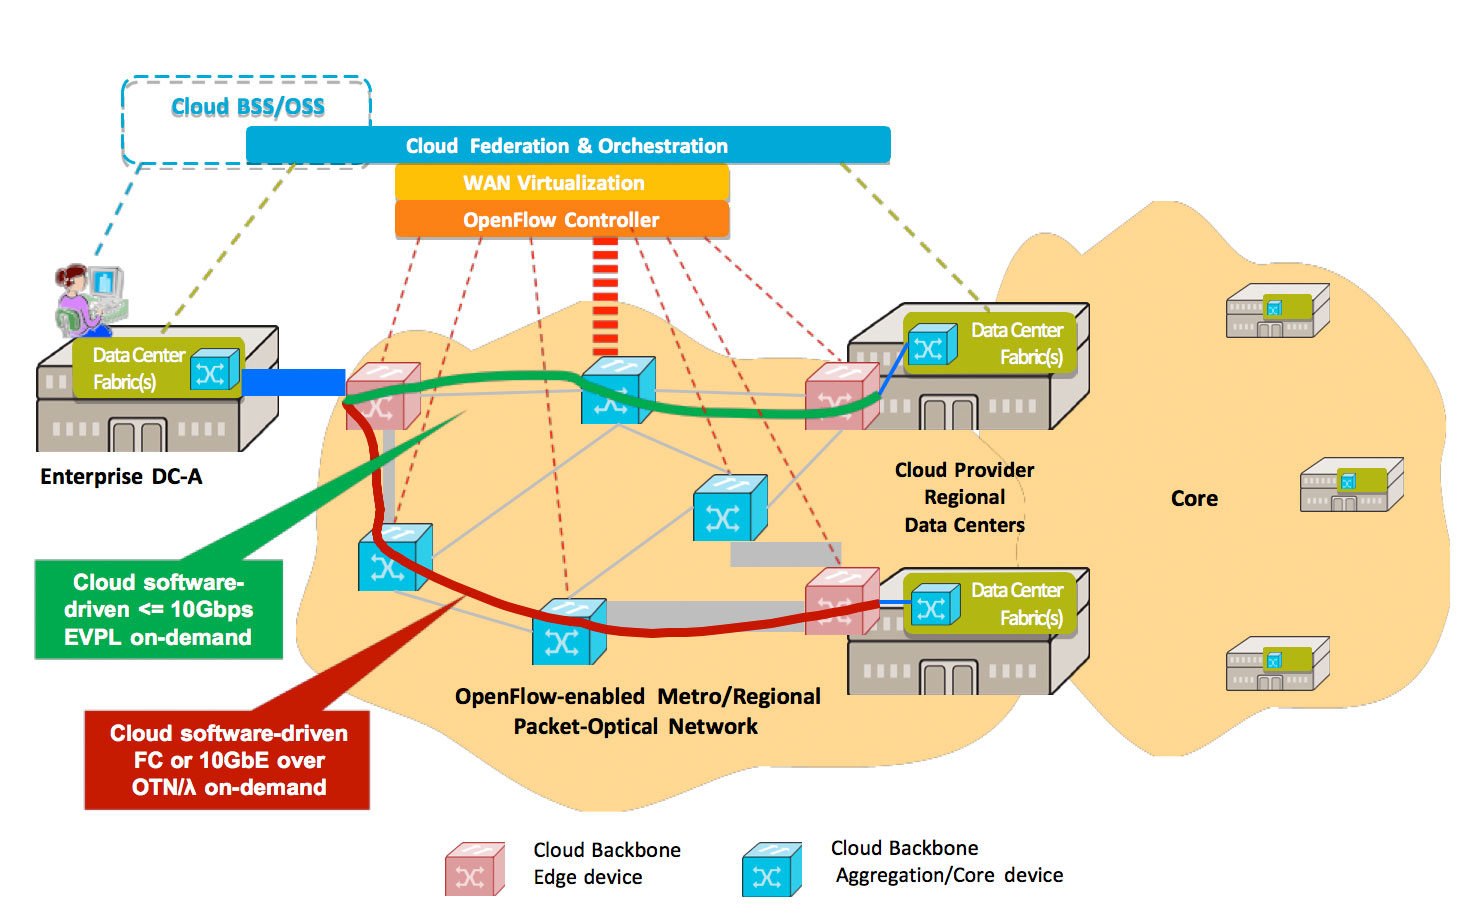 Cloud BSS/OSS
Cloud Federation & Orchestration
WAN Virtualization
OpenFlow Controller
Data Center
Fabric(s)
Data Center
Fabric(s)
Enterprise DC-A
Cloud Provider
Regional
Data Centers
Core
Cloud software-
driven <= 10Gbps
EVPL on-demand
Data Center
Fabric(s)
OpenFlow-enabled Metro/Regional
Packet-Optical Network
Cloud software-driven
FC or 10GbE over
OTN/λ on-demand
Cloud Backbone
Edge device
Cloud Backbone
Aggregation/Core device